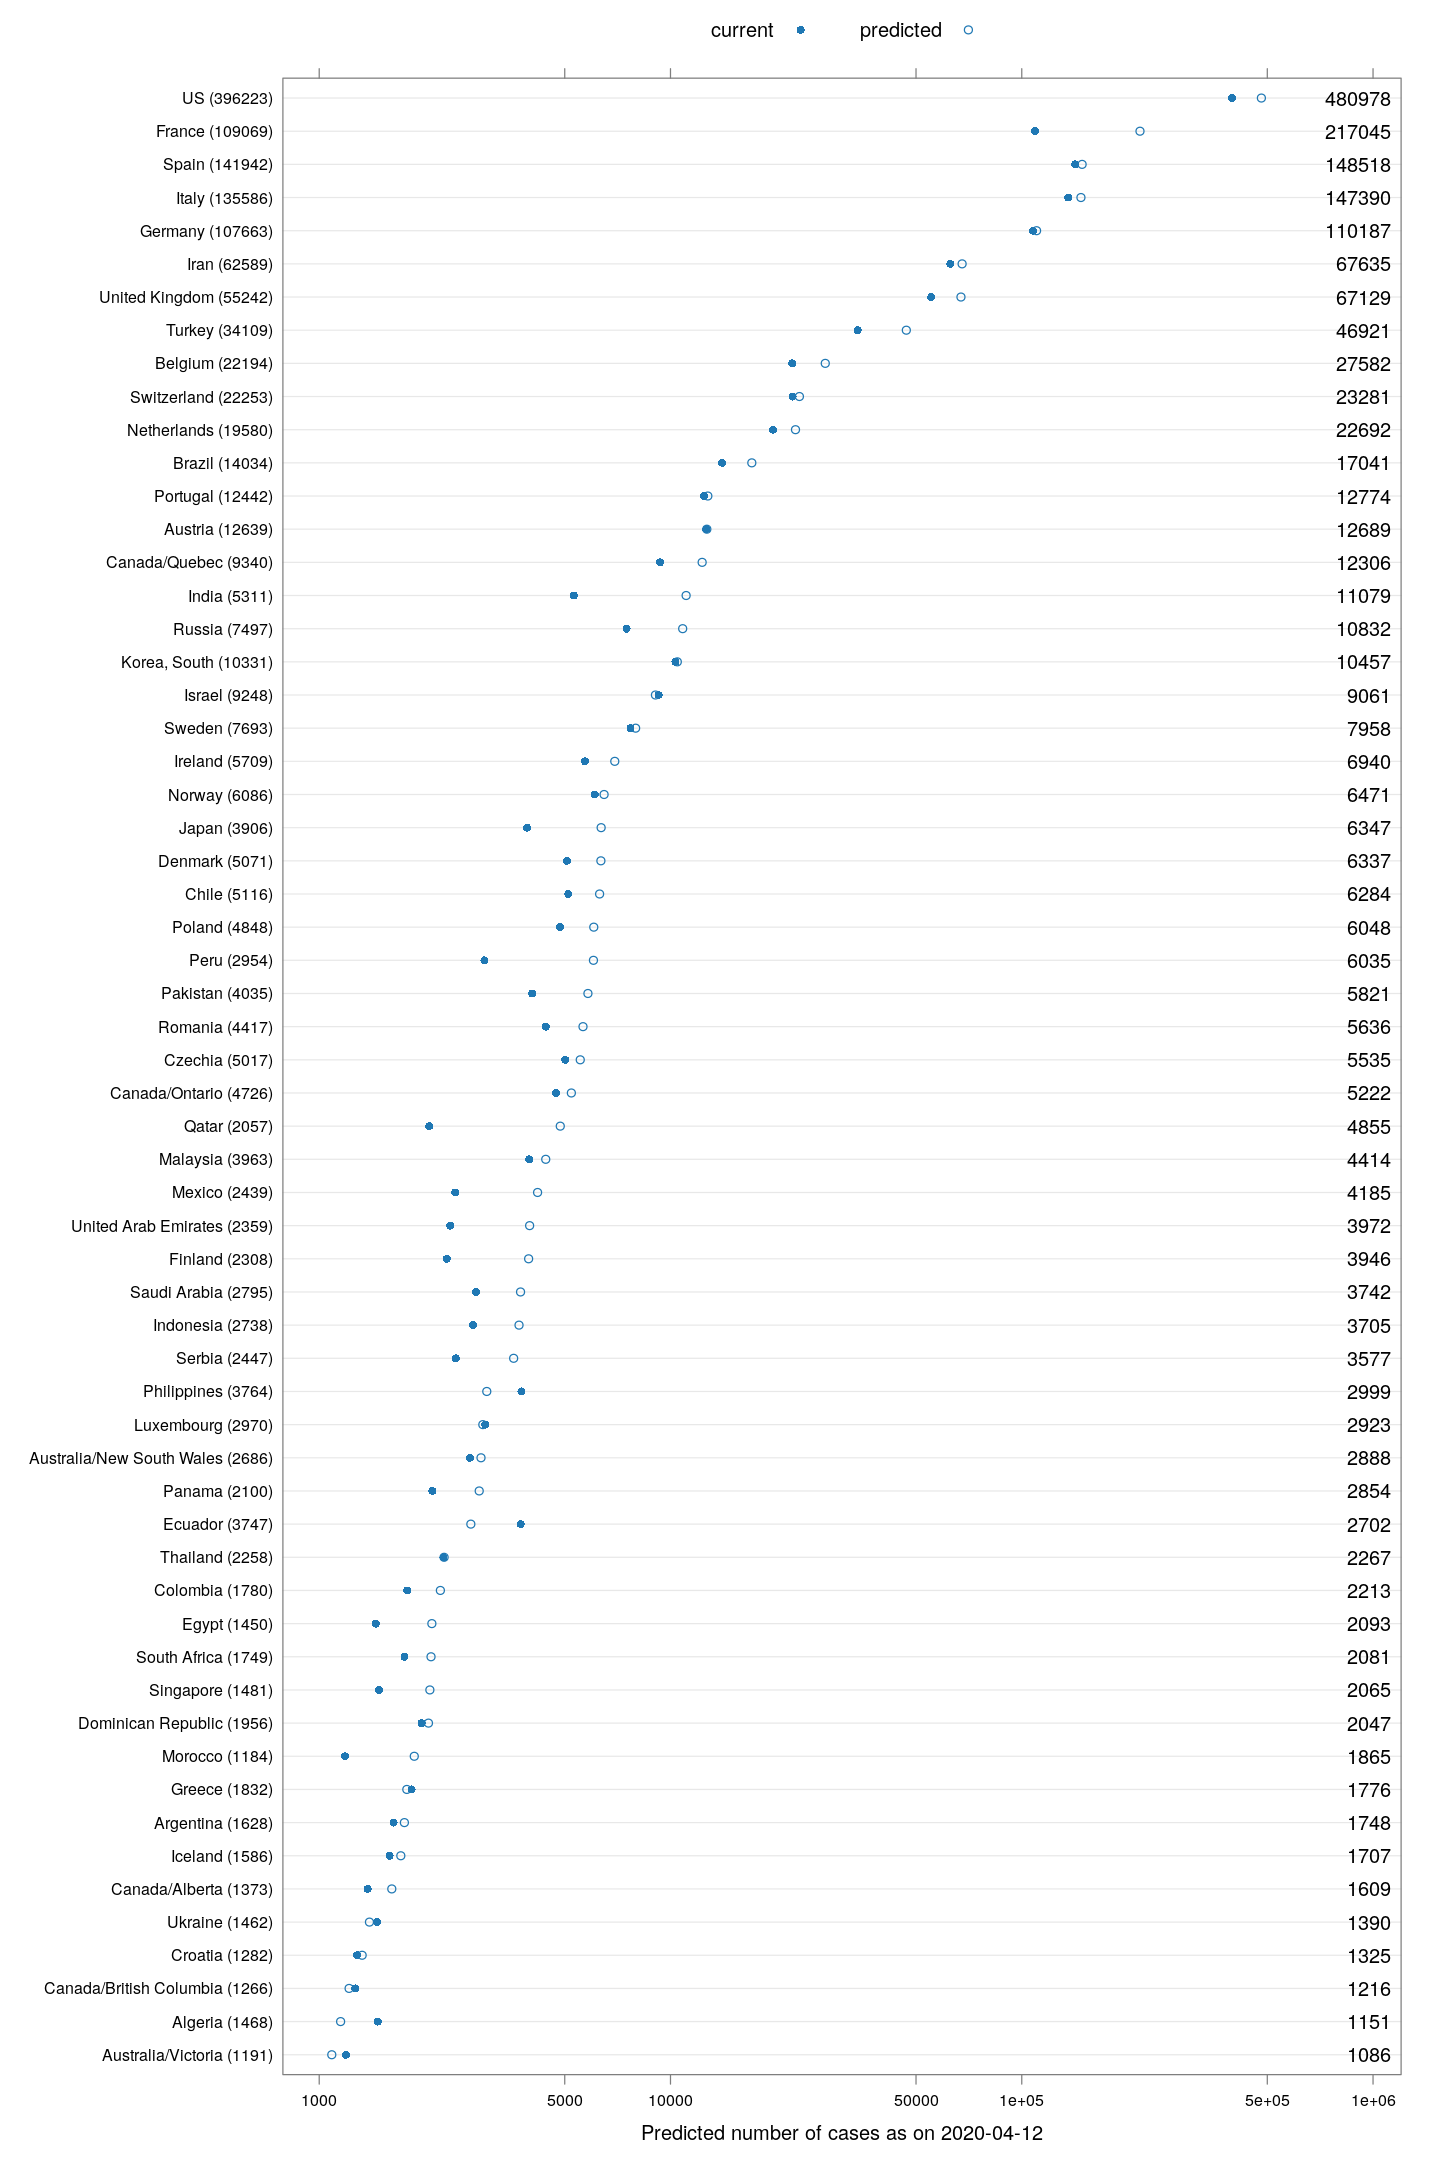 current predicted
US (396223) 480978
France (109069) 217045
Spain (141942) 148518
Italy (135586) 147390
Germany (107663) 110187
Iran (62589) 67635
United Kingdom (55242) 67129
Turkey (34109) 46921
Belgium (22194) 27582
Switzerland (22253) 23281
Netherlands (19580) 22692
Brazil (14034) 17041
Portugal (12442) 12774
Austria (12639) 12689
Canada/Quebec (9340) 12306
India (5311) 11079
Russia (7497) 10832
Korea, South (10331) 10457
Israel (9248) 9061
Sweden (7693) 7958
Ireland (5709) 6940
Norway (6086) 6471
Japan (3906) 6347
Denmark (5071) 6337
Chile (5116) 6284
Poland (4848) 6048
Peru (2954) 6035
Pakistan (4035) 5821
Romania (4417) 5636
Czechia (5017) 5535
Canada/Ontario (4726) 5222
Qatar (2057) 4855
Malaysia (3963) 4414
Mexico (2439) 4185
United Arab Emirates (2359) 3972
Finland (2308) 3946
Saudi Arabia (2795) 3742
Indonesia (2738) 3705
Serbia (2447) 3577
Philippines (3764) 2999
Luxembourg (2970) 2923
Australia/New South Wales (2686) 2888
Panama (2100) 2854
Ecuador (3747) 2702
Thailand (2258) 2267
Colombia (1780) 2213
Egypt (1450) 2093
South Africa (1749) 2081
Singapore (1481) 2065
Dominican Republic (1956) 2047
Morocco (1184) 1865
Greece (1832) 1776
Argentina (1628) 1748
Iceland (1586) 1707
Canada/Alberta (1373) 1609
Ukraine (1462) 1390
Croatia (1282) 1325
Canada/British Columbia (1266) 1216
Algeria (1468) 1151
Australia/Victoria (1191) 1086
1000 5000 10000 50000 1e+05 5e+05 1e+06
Predicted number of cases as on 2020-04-12